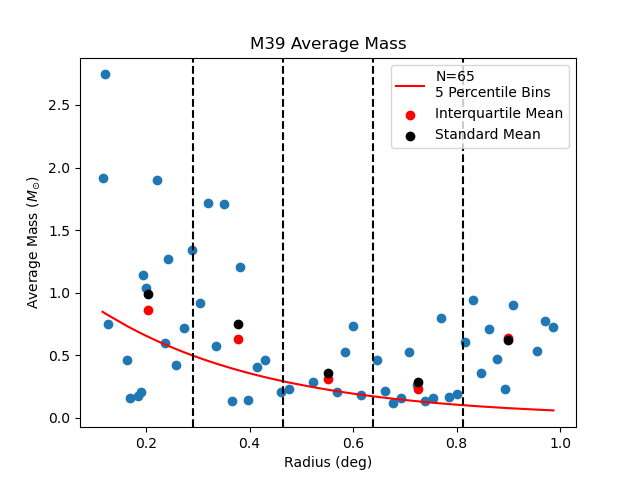 M39 Average Mass
N=65
5 Percentile Bins
Interquartile Mean
Standard Mean
Average Mass (M⊙)
2.5
2.0
1.5
1.0
0.5
0.0
0.2 0.4 0.6 0.8 1.0
Radius (deg)